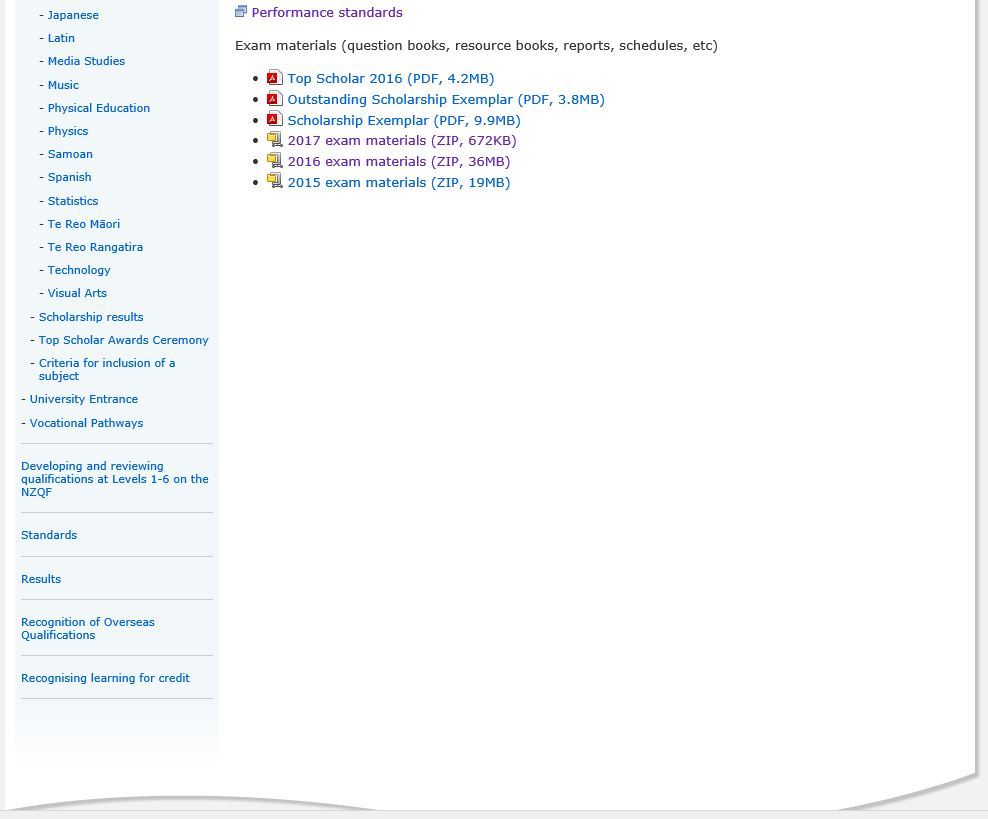 - Japanese
- Latin
- Media Studies
- Music
- Physical Education
- Physics
- Samoan
- Spanish
- Statistics
- Te Reo Māori
- Te Reo Rangatira
- Technology
- Visual Arts
- Scholarship results
- Top Scholar Awards Ceremony
- Criteria for inclusion of a
subject
- University Entrance
- Vocational Pathways
Developing and reviewing
qualifications at Levels 1-6 on the
NZQF
Standards
Results
Recognition of Overseas
Qualifications
Recognising learning for credit
Performance standards
Exam materials (question books, resource books, reports, schedules, etc)
• Top Scholar 2016 (PDF, 4.2MB)
• Outstanding Scholarship Exemplar (PDF, 3.8MB)
• Scholarship Exemplar (PDF, 9.9MB)
• 2017 exam materials (ZIP, 672KB)
• 2016 exam materials (ZIP, 36MB)
• 2015 exam materials (ZIP, 19MB)